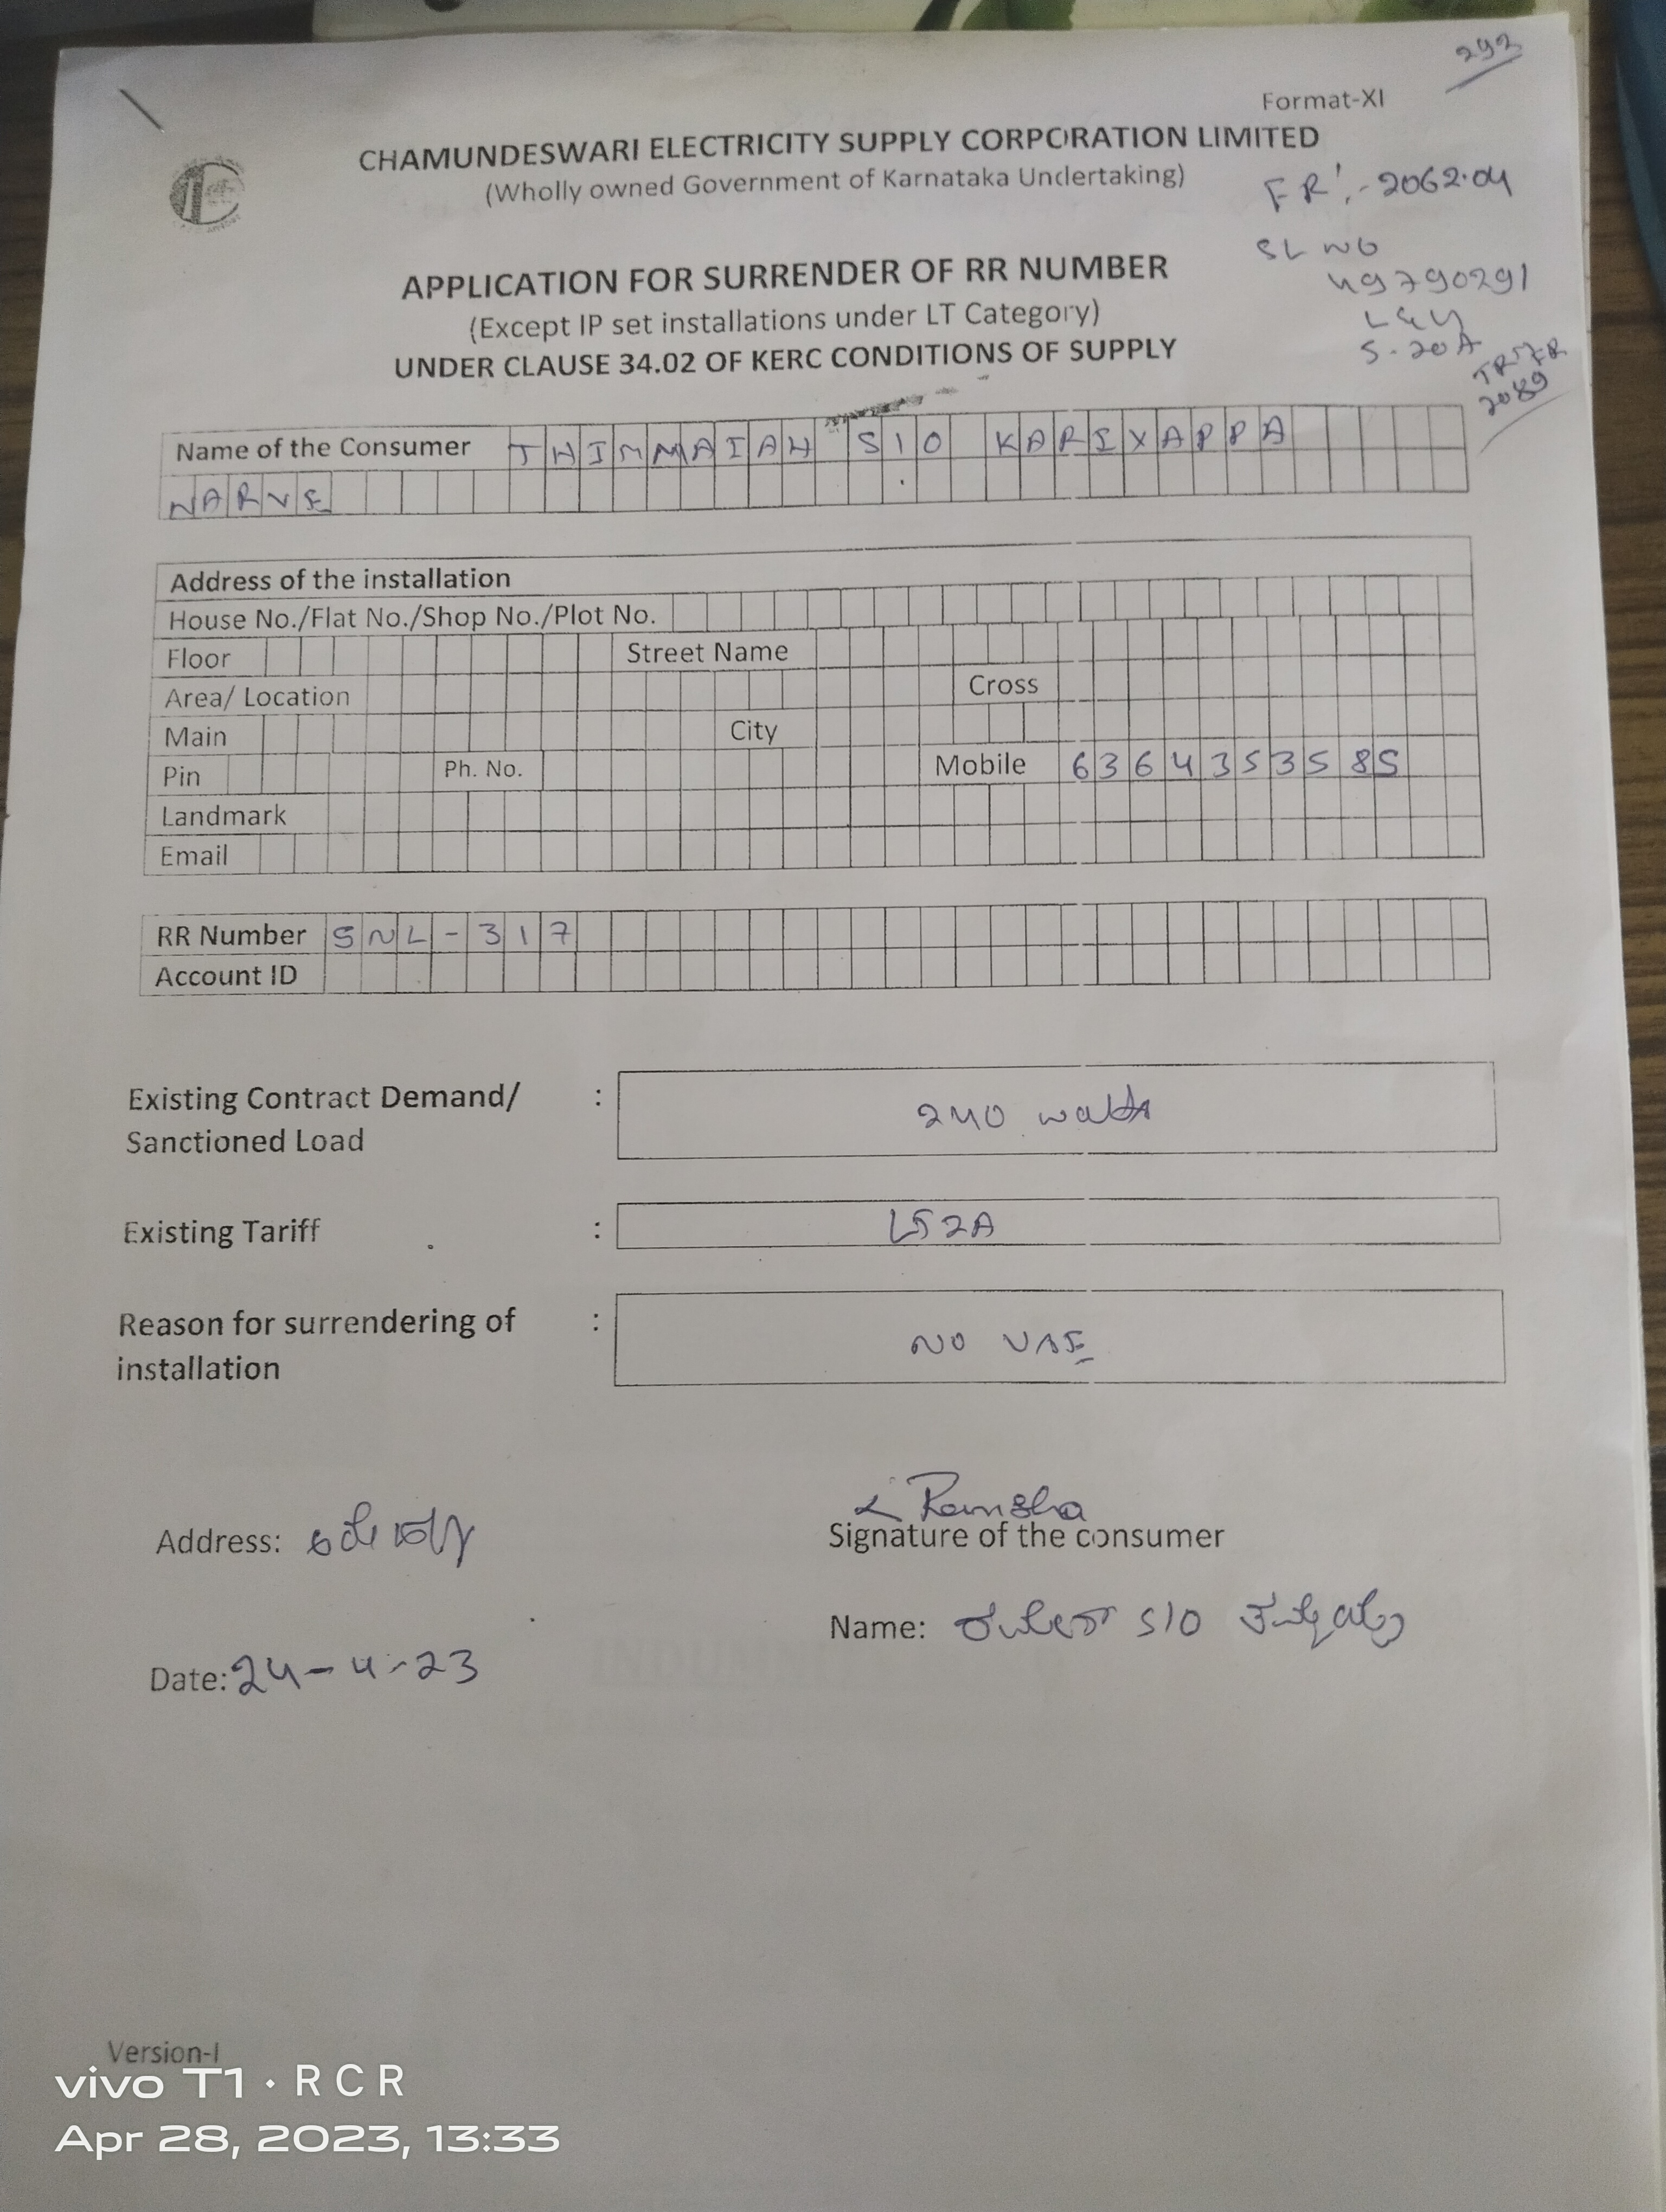 292
Format-XI
CHAMUNDESWARI ELECTRICITY SUPPLY CORPORATION LIMITED
(Wholly owned Government of Karnataka Undertaking)
FR:- 2062.04
SL NO
49790291
L&Y
5-20A
2089
APPLICATION FOR SURRENDER OF RR NUMBER
(Except IP set installations under LT Category)
UNDER CLAUSE 34.02 OF KERC CONDITIONS OF SUPPLY
Name of the Consumer THIMMAIAH S/O KARIXAPPA
NARVE
Address of the installation
House No./Flat No./Shop No./Plot No.
Floor Street Name
Area/ Location Cross
Main City
Pin Ph. No. Mobile 6364353585
Landmark
Email
RR Number SNL-317
Account ID
Existing Contract Demand/ : 240 watts
Sanctioned Load
Existing Tariff :
Reason for surrendering of : NO USE
installation
Address:
Signature of the consumer
Name: S/O
Date: 24-4-23
Version-I
vivo T1 · RCR
Apr 28, 2023, 13:33